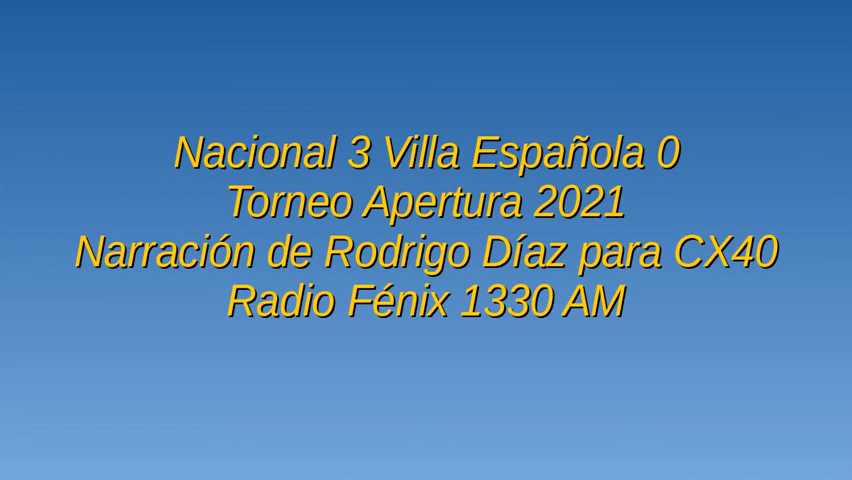 Nacional 3 Villa Española 0
Torneo Apertura 2021
Narración de Rodrigo Díaz para CX40
Radio Fénix 1330 AM